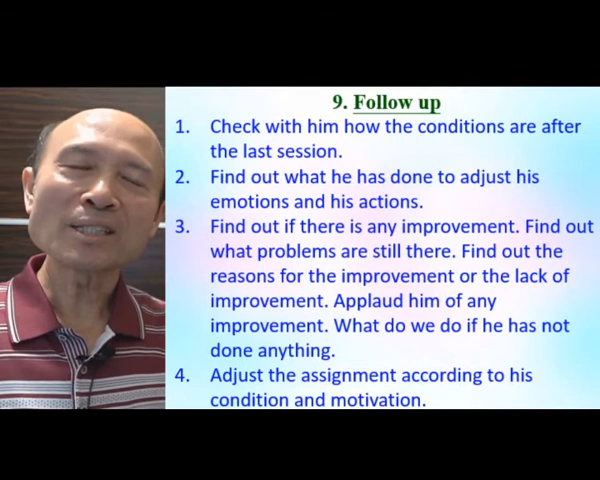 9. Follow up
1. Check with him how the conditions are after
the last session.
2. Find out what he has done to adjust his
emotions and his actions.
3. Find out if there is any improvement. Find out
what problems are still there. Find out the
reasons for the improvement or the lack of
improvement. Applaud him of any
improvement. What do we do if he has not
done anything.
4. Adjust the assignment according to his
condition and motivation.